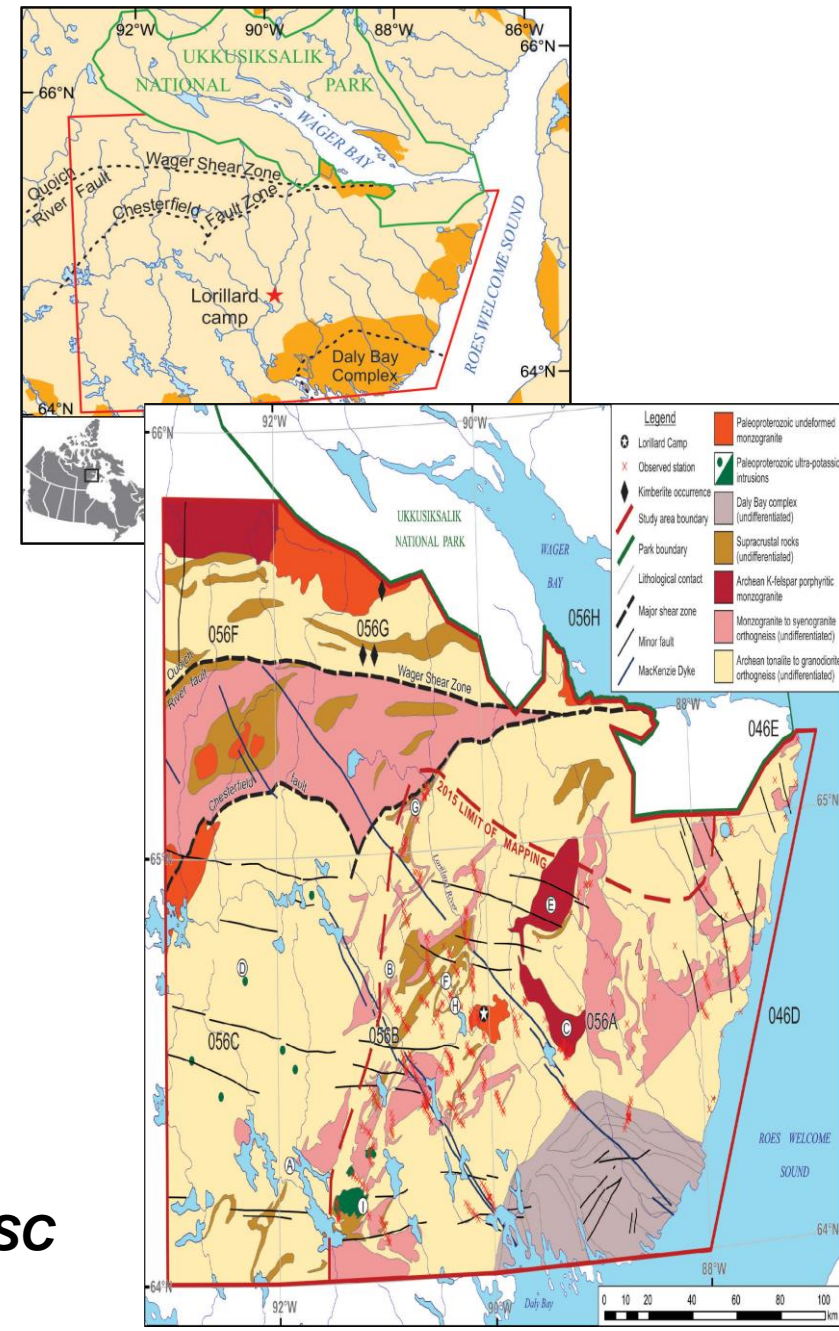 92°W
90°W
88°W
86°W
66°N
66°N
UKKUSIKSALIK
NATIONAL PARK
WAGER BAY
Quoich
River Fault
Wager Shear Zone
Chesterfield
Fault Zone
Lorillard
camp
ROES WELCOME SOUND
Daly Bay
Complex
64°N
64°N
92°W
90°W
66°N
UKKUSIKSALIK
NATIONAL PARK
WAGER
BAY
056H
Legend
Lorillard Camp
Observed station
Kimberlite occurrence
Study area boundary
Park boundary
Lithological contact
Major shear zone
Minor fault
MacKenzie Dyke
Paleoproterozoic undeformed
monzogranite
Paleoproterozoic ultra-potassic
intrusions
Daly Bay complex
(undifferentiated)
Supracrustal rocks
(undifferentiated)
Archean K-felspar porphyritic
monzogranite
Monzogranite to syenogranite
orthogneiss (undifferentiated)
Archean tonalite to granodiorite
orthogneiss (undifferentiated)
056F
056G
Quoich
River fault
Wager Shear Zone
88°W
046E
65°N
Chesterfield
fault
2015 LIMIT OF MAPPING
G
65°N
Lorillard River
E
D
B
F
H
056C
056B
C
056A
046D
A
I
ROES WELCOME
SOUND
SC
64°N
64°N
88°W
92°W
90°W
Daly Bay
0 10 20 40 60 80 100
km